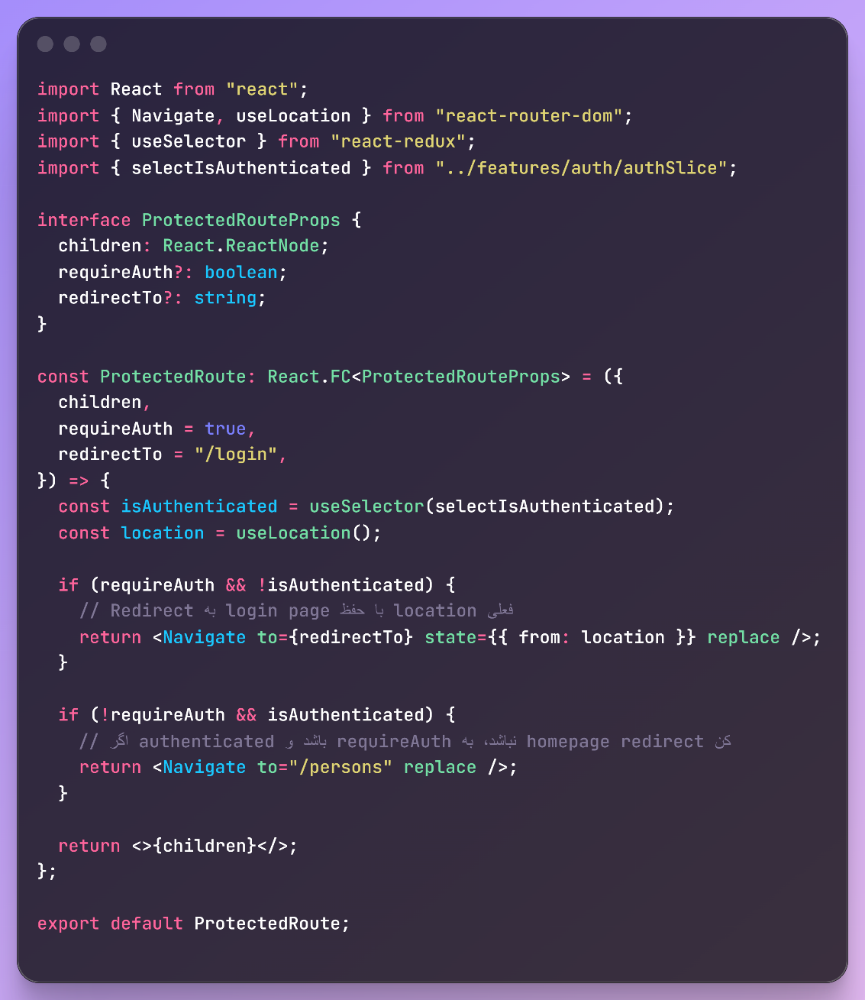 import React from "react";
import { Navigate, useLocation } from "react-router-dom";
import { useSelector } from "react-redux";
import { selectIsAuthenticated } from "../features/auth/authSlice";

interface ProtectedRouteProps {
  children: React.ReactNode;
  requireAuth?: boolean;
  redirectTo?: string;
}

const ProtectedRoute: React.FC<ProtectedRouteProps> = ({
  children,
  requireAuth = true,
  redirectTo = "/login",
}) => {
  const isAuthenticated = useSelector(selectIsAuthenticated);
  const location = useLocation();

  if (requireAuth && !isAuthenticated) {
    // Redirect به login page با حفظ location فعلی
    return <Navigate to={redirectTo} state={{ from: location }} replace />;
  }

  if (!requireAuth && isAuthenticated) {
    // اگر authenticated باشد و requireAuth نباشد، به homepage redirect کن
    return <Navigate to="/persons" replace />;
  }

  return <>{children}</>;
};

export default ProtectedRoute;